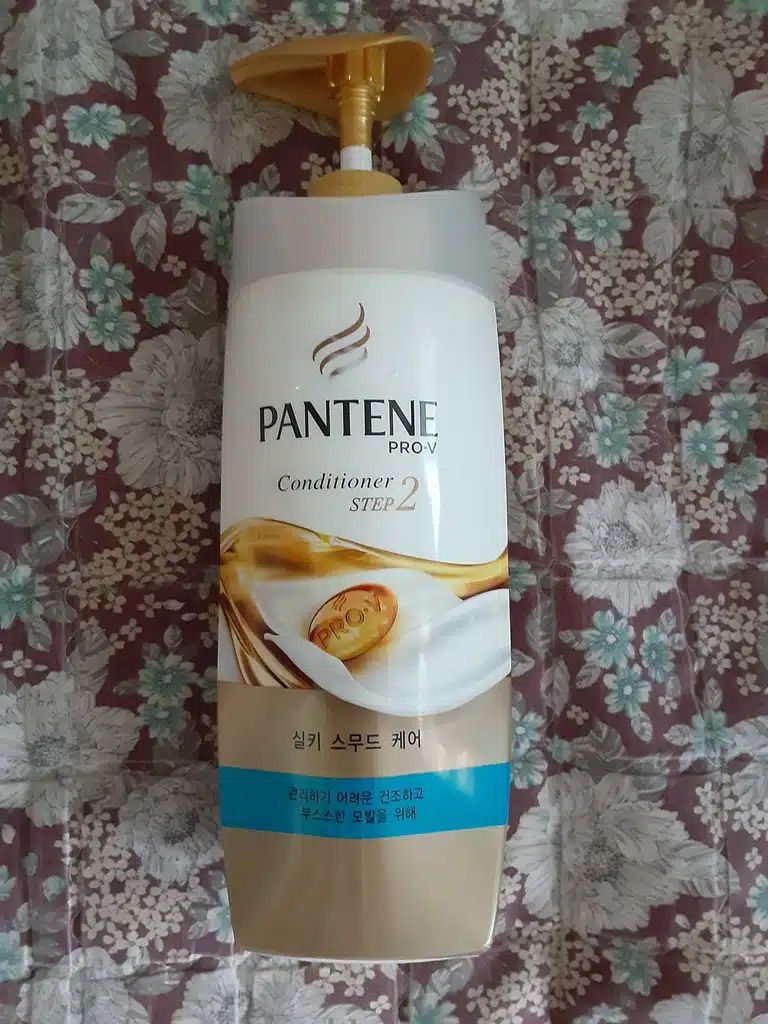 PANTENE
PRO-V
Conditioner
STEP 2
PRO-V
실키 스무드 케어
관리하기 어려운 건조하고
부스스한 모발을 위해